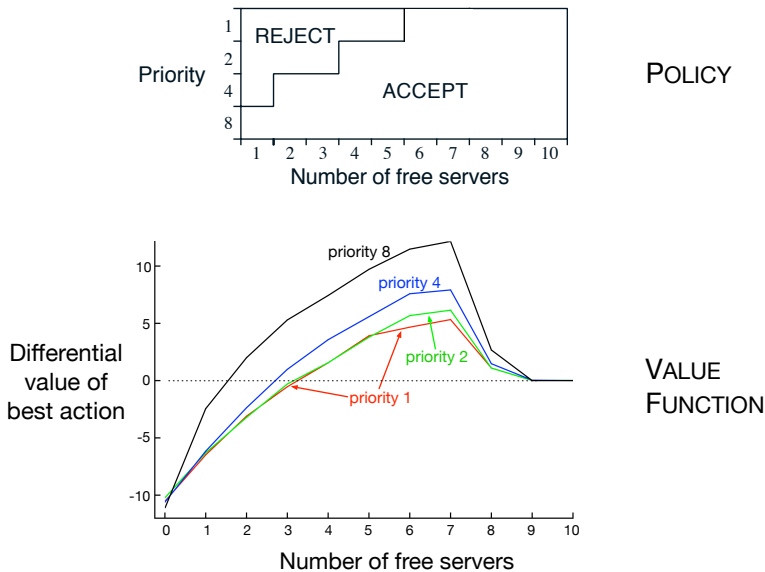 1
REJECT
2
Priority
4
ACCEPT
8
1 2 3 4 5 6 7 8 9 10
Number of free servers
POLICY
10
priority 8
priority 4
5
priority 2
Differential
value of
best action
0
priority 1
-5
-10
0 1 2 3 4 5 6 7 8 9 10
Number of free servers
VALUE
FUNCTION